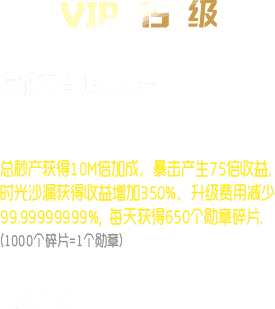 VIP 15 级
总秒产获得10M倍加成，暴击产生75倍收益，
时光沙漏获得收益增加350%，升级费用减少
99.99999999%，每天获得650个勋章碎片.
(1000个碎片=1个勋章)